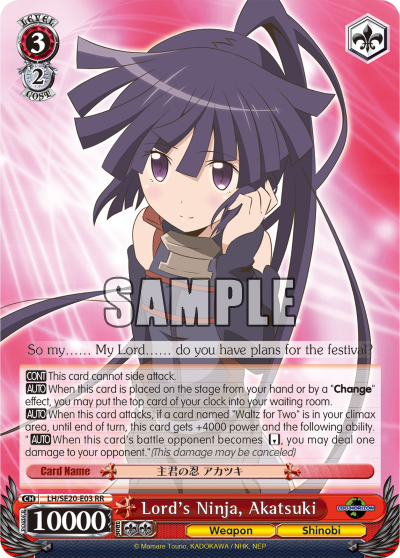 LEVEL
3
2
COST
SAMPLE
So my…… My Lord…… do you have plans for the festival?
CONT This card cannot side attack.
AUTO When this card is placed on the stage from your hand or by a "Change"
effect, you may put the top card of your clock into your waiting room.
AUTO When this card attacks, if a card named "Waltz for Two" is in your climax
area, until end of turn, this card gets +4000 power and the following ability.
" AUTO When this card's battle opponent becomes [ ], you may deal one
damage to your opponent." (This damage may be canceled)
Card Name
主君の忍 アカツキ
CH LH/SE20-E03 RR
Lord's Ninja, Akatsuki
10000
Weapon
Shinobi
© Mamare Touno, KADOKAWA / NHK, NEP